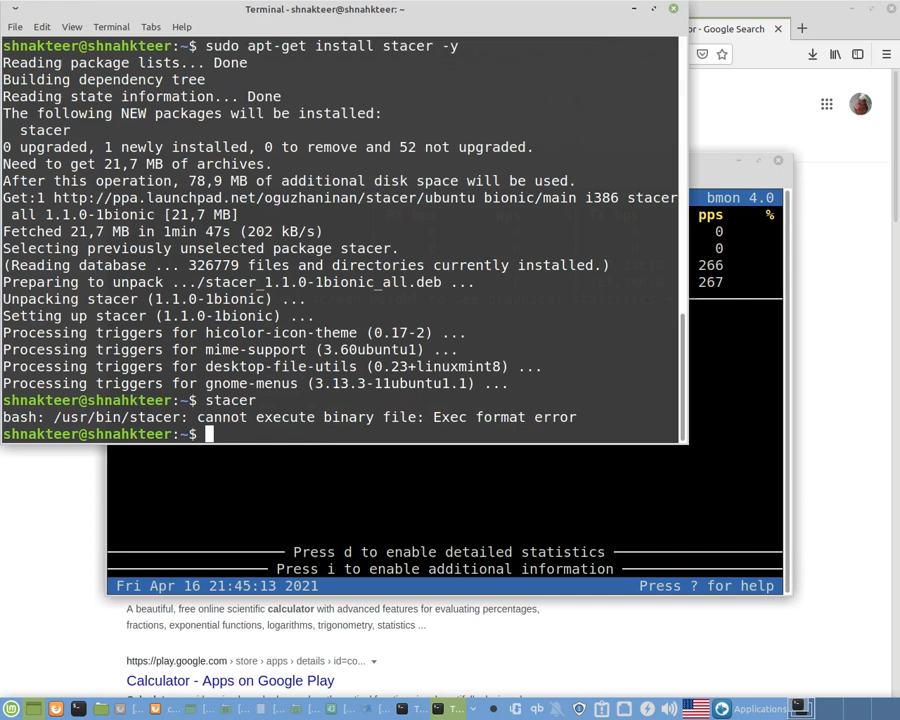 Terminal - shnakteer@shnahkteer: ~
File Edit View Terminal Tabs Help
shnakteer@shnahkteer:~$ sudo apt-get install stacer -y
Reading package lists... Done
Building dependency tree
Reading state information... Done
The following NEW packages will be installed:
stacer
0 upgraded, 1 newly installed, 0 to remove and 52 not upgraded.
Need to get 21,7 MB of archives.
After this operation, 78,9 MB of additional disk space will be used.
Get:1 http://ppa.launchpad.net/oguzhaninan/stacer/ubuntu bionic/main i386 stacer
all 1.1.0-1bionic [21,7 MB]
Fetched 21,7 MB in 1min 47s (202 kB/s)
Selecting previously unselected package stacer.
(Reading database ... 326779 files and directories currently installed.)
Preparing to unpack .../stacer_1.1.0-1bionic_all.deb ...
Unpacking stacer (1.1.0-1bionic) ...
Setting up stacer (1.1.0-1bionic) ...
Processing triggers for hicolor-icon-theme (0.17-2) ...
Processing triggers for mime-support (3.60ubuntu1) ...
Processing triggers for desktop-file-utils (0.23+linuxmint8) ...
Processing triggers for gnome-menus (3.13.3-11ubuntu1.1) ...
shnakteer@shnahkteer:~$ stacer
bash: /usr/bin/stacer: cannot execute binary file: Exec format error
shnakteer@shnahkteer:~$
r - Google Search
bmon 4.0
pps %
0
0
266
267
Press d to enable detailed statistics
Press i to enable additional information
Fri Apr 16 21:45:13 2021 Press ? for help
A beautiful, free online scientific calculator with advanced features for evaluating percentages,
fractions, exponential functions, logarithms, trigonometry, statistics ...
https://play.google.com › store › apps › details › id=co...
Calculator - Apps on Google Play
Applications